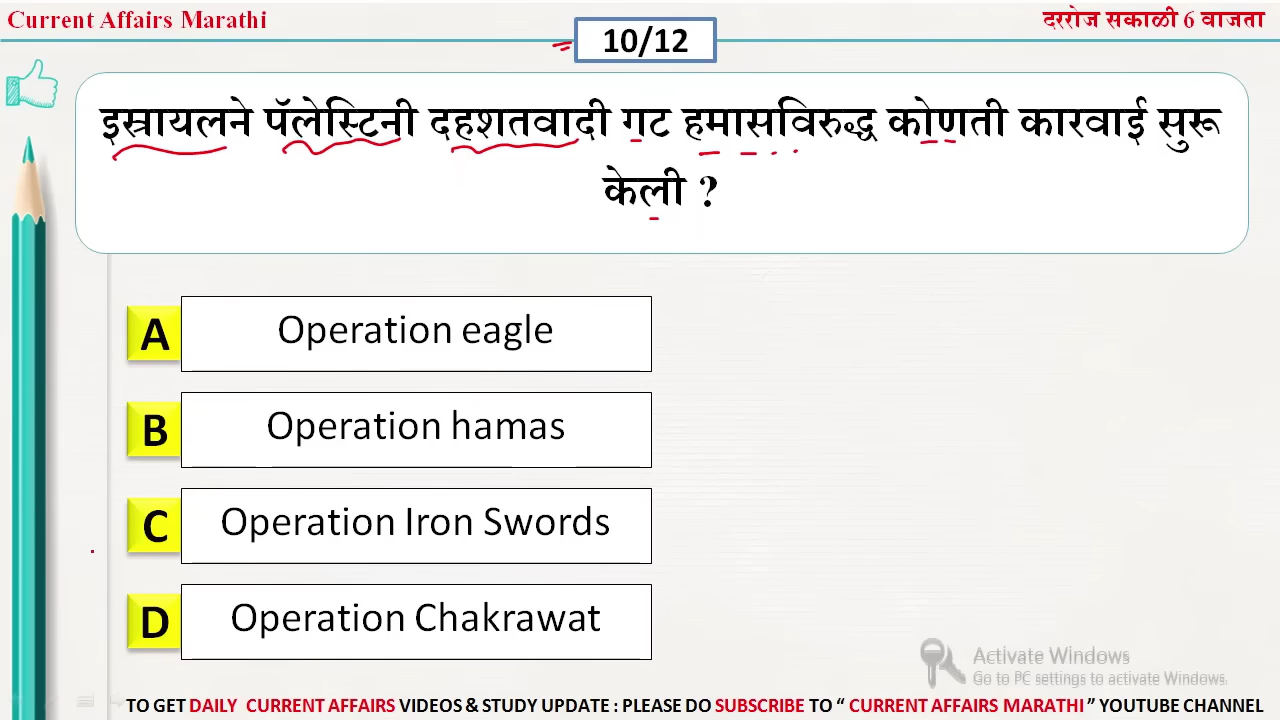 Current Affairs Marathi
दररोज सकाळी 6 वाजता
10/12
इस्रायलने पॅलेस्टिनी दहशतवादी गट हमासविरुद्ध कोणती कारवाई सुरू
केली ?
A Operation eagle
B Operation hamas
C Operation Iron Swords
D Operation Chakrawat
Activate Windows
Go to PC settings to activate Windows.
TO GET DAILY CURRENT AFFAIRS VIDEOS & STUDY UPDATE : PLEASE DO SUBSCRIBE TO “ CURRENT AFFAIRS MARATHI ” YOUTUBE CHANNEL